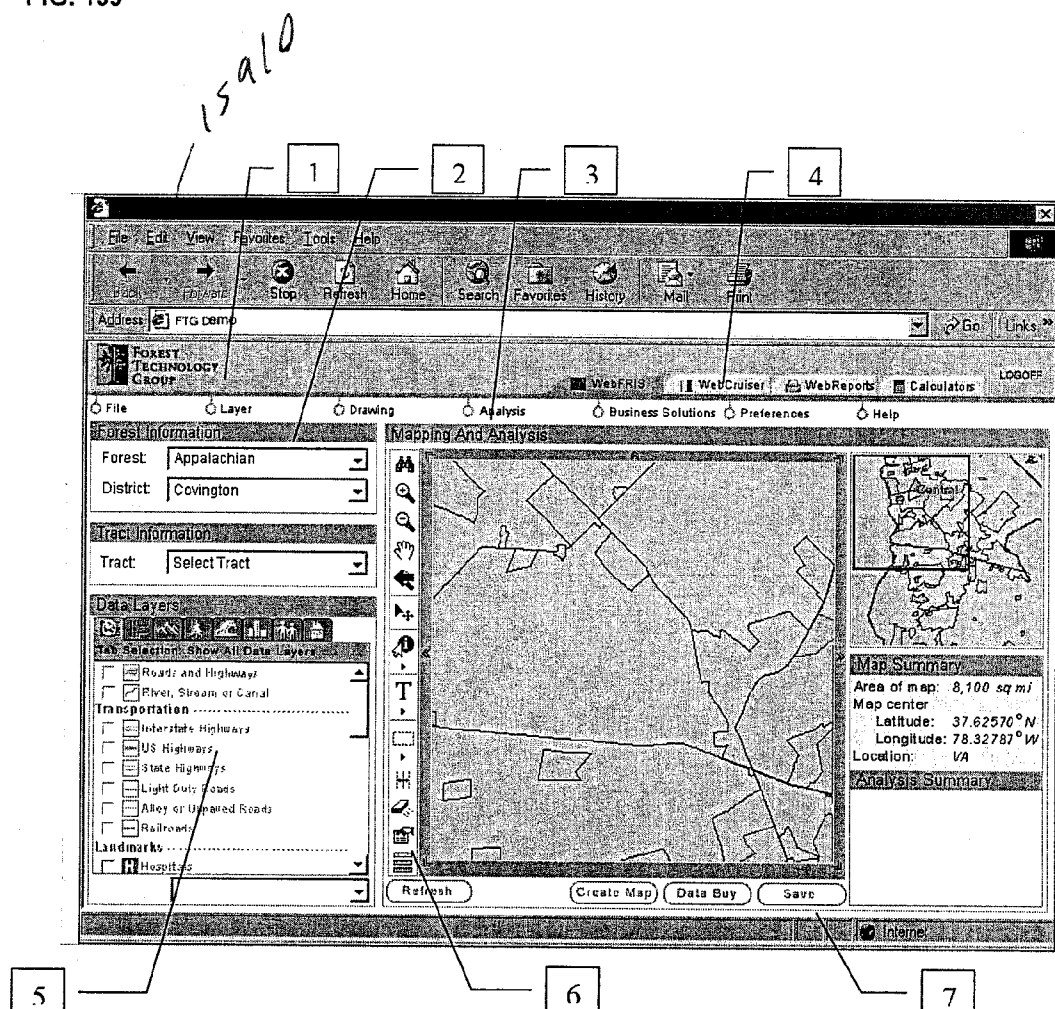 15910
1 2 3 4
File Edit View Favorites Tools Help
Back Forward Stop Refresh Home Search Favorites History Mail Print
Address FTG Demo Go Links »
FOREST
TECHNOLOGY
GROUP
WebFRIS WebCruiser WebReports Calculators LOGOFF
File Layer Drawing Analysis Business Solutions Preferences Help
Forest Information
Forest: Appalachian
District: Covington
Tract Information
Tract: Select Tract
Data Layers
Tab Selection: Show All Data Layers
Roads and Highways
River, Stream or Canal
Transportation
Interstate Highways
US Highways
State Highways
Light Duty Roads
Alley or Unpaved Roads
Railroads
Landmarks
H Hospitals
Mapping And Analysis
T
Refresh Create Map Data Buy Save
Central
Map Summary
Area of map: 8,100 sq mi
Map center
Latitude: 37.62570° N
Longitude: 78.32787° W
Location: VA
Analysis Summary
Internet
5 6 7